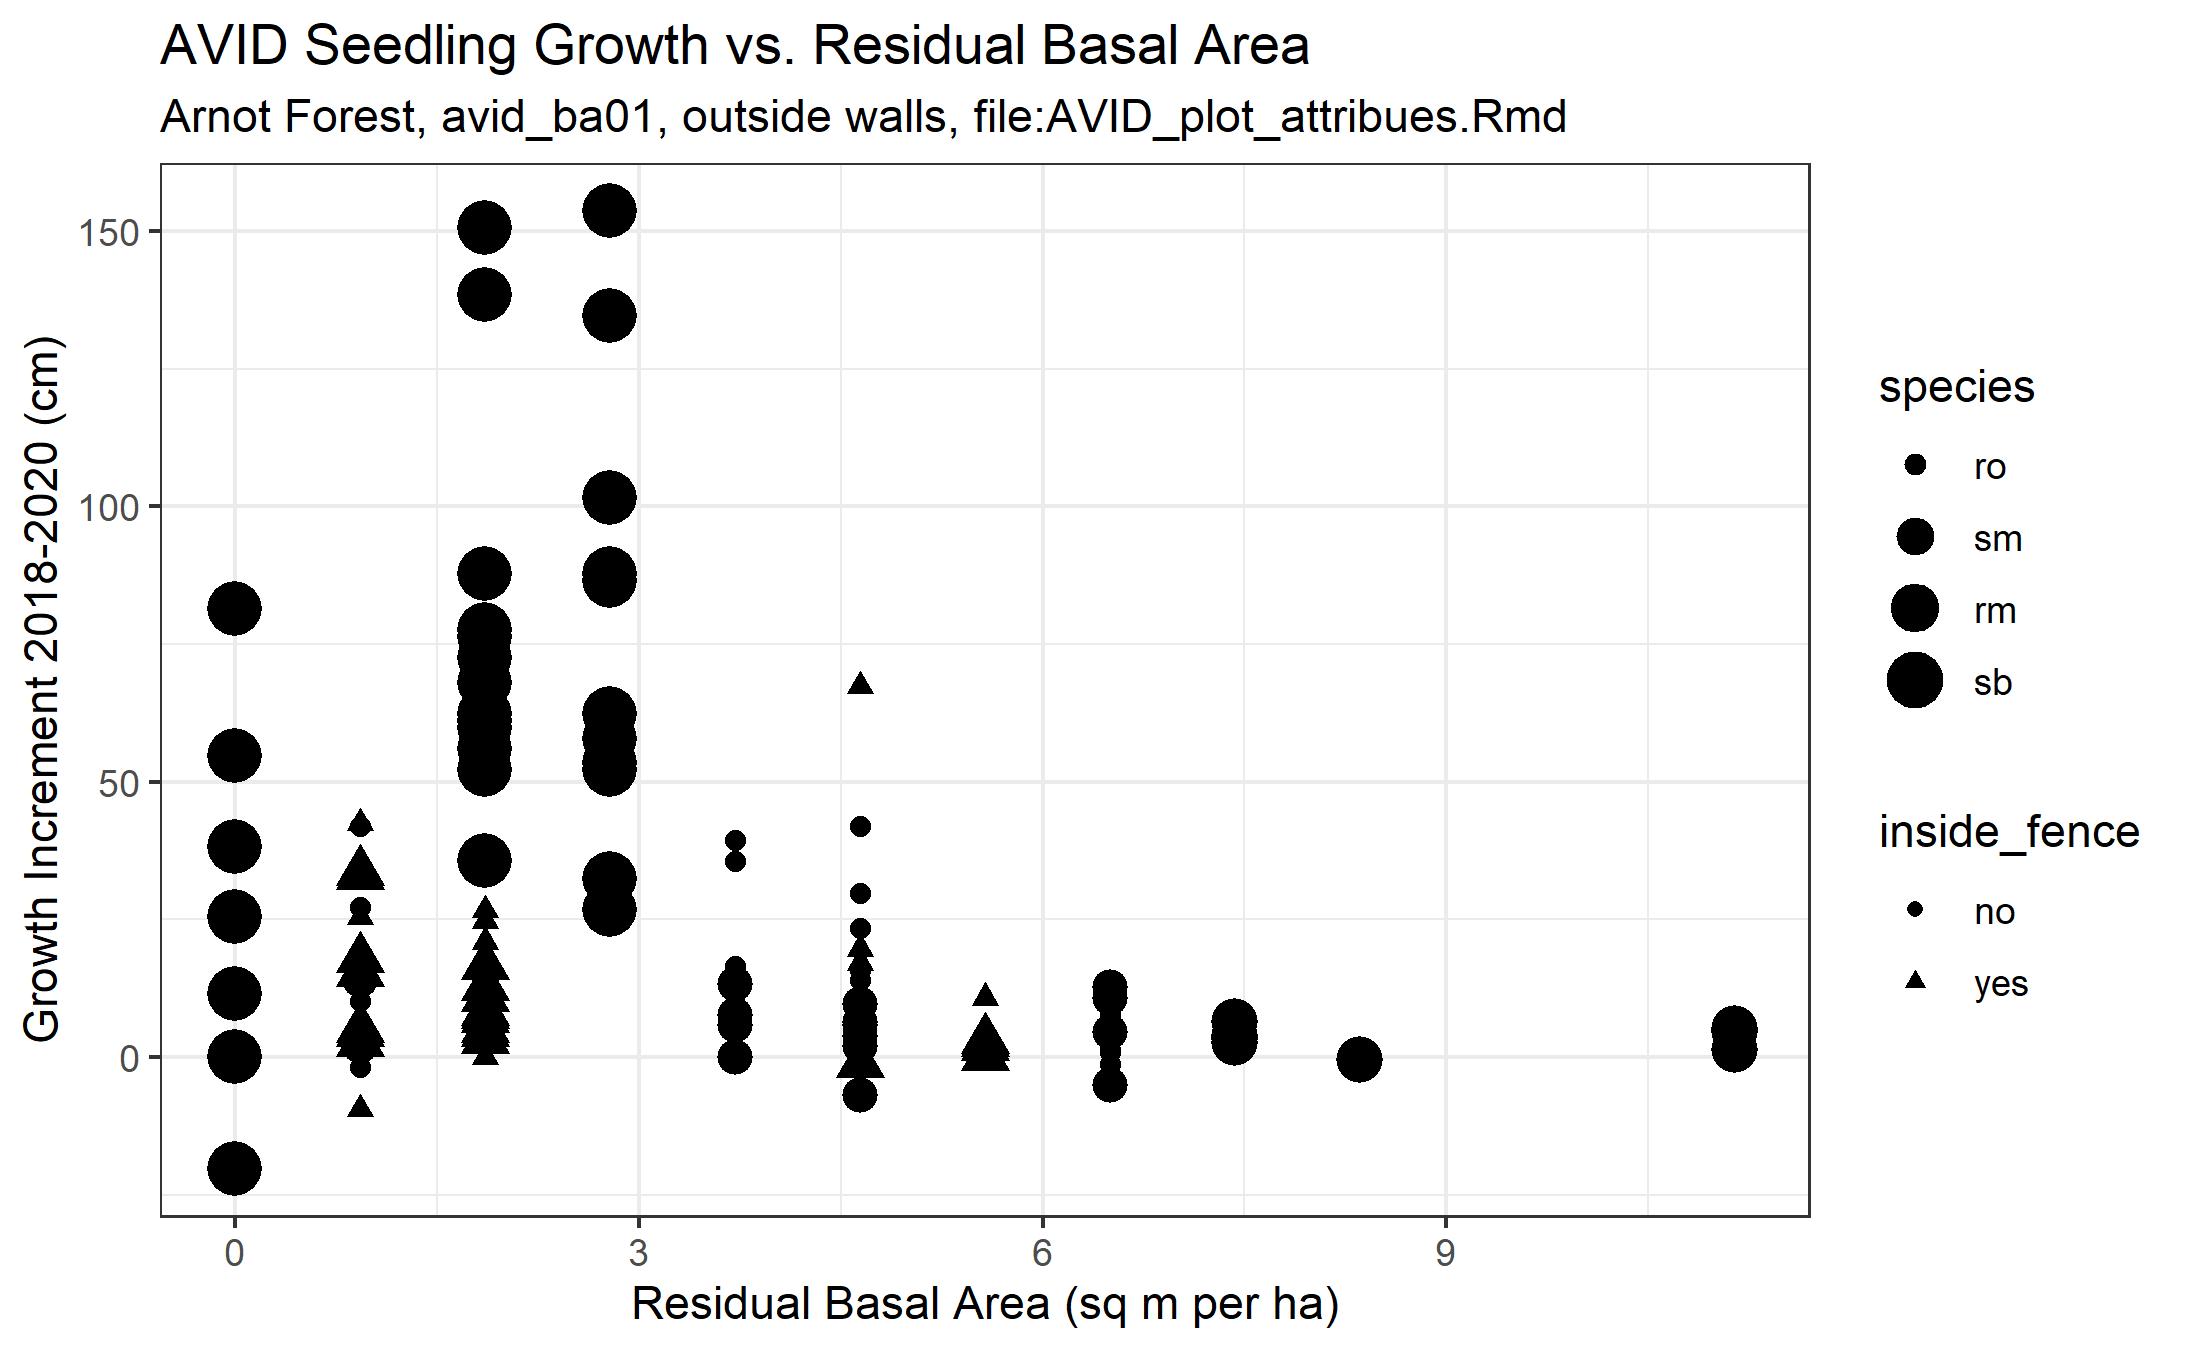 AVID Seedling Growth vs. Residual Basal Area
Arnot Forest, avid_ba01, outside walls, file:AVID_plot_attribues.Rmd
Growth Increment 2018-2020 (cm)
150
100
50
0
0
3
6
9
Residual Basal Area (sq m per ha)
species
ro
sm
rm
sb
inside_fence
no
yes